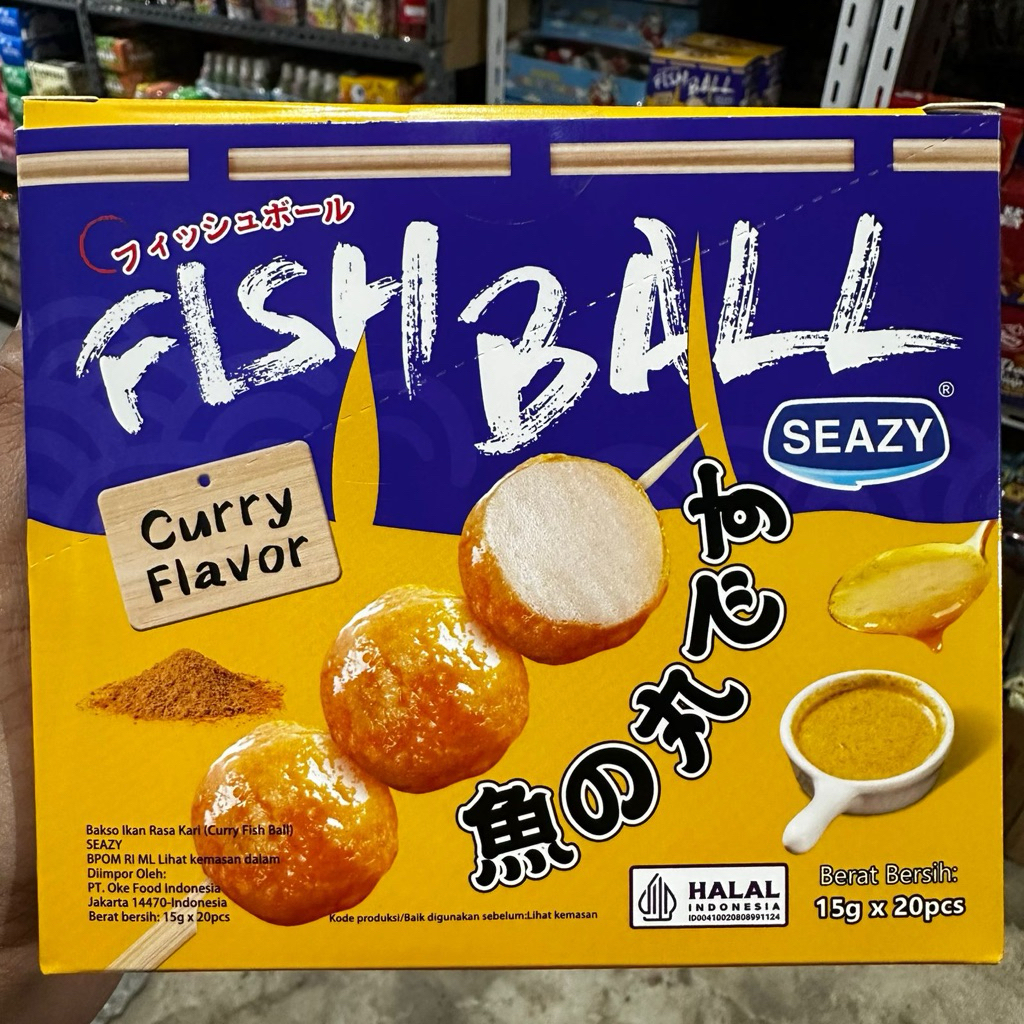 フィッシュボール
FISH BALL
SEAZY®
Curry
Flavor
魚の丸
Bakso Ikan Rasa Kari (Curry Fish Ball)
SEAZY
BPOM RI ML Lihat kemasan dalam
Diimpor Oleh:
PT. Oke Food Indonesia
Jakarta 14470-Indonesia
Berat bersih: 15g x 20pcs
Kode produksi/Baik digunakan sebelum:Lihat kemasan
HALAL
INDONESIA
ID00410020808991124
Berat Bersih:
15g x 20pcs
FISH BALL